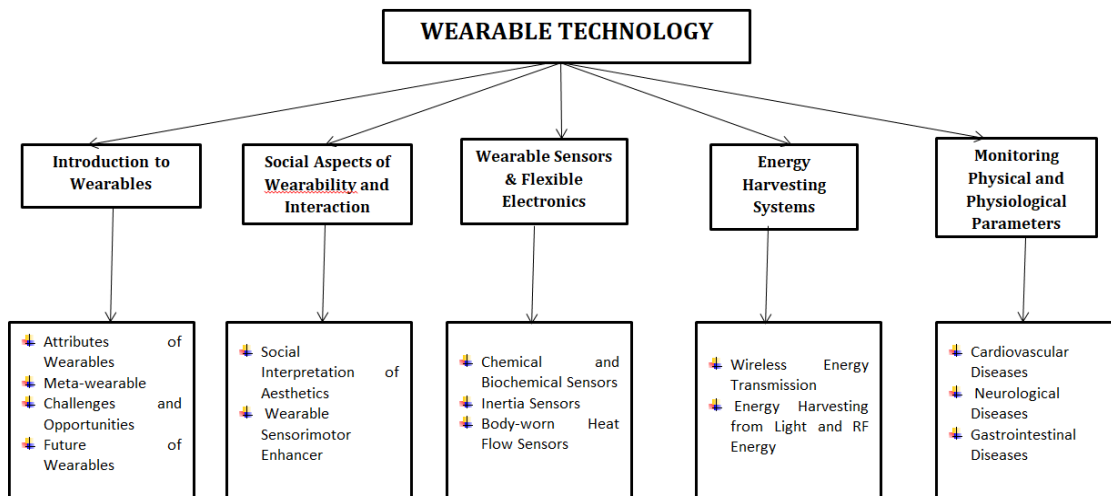 WEARABLE TECHNOLOGY
Introduction to
Wearables
Social Aspects of
Wearability and
Interaction
Wearable Sensors
& Flexible
Electronics
Energy
Harvesting
Systems
Monitoring
Physical and
Physiological
Parameters
Attributes of
Wearables
Meta-wearable
Challenges and
Opportunities
Future of
Wearables
Social
Interpretation of
Aesthetics
Wearable
Sensorimotor
Enhancer
Chemical and
Biochemical Sensors
Inertia Sensors
Body-worn Heat
Flow Sensors
Wireless Energy
Transmission
Energy Harvesting
from Light and RF
Energy
Cardiovascular
Diseases
Neurological
Diseases
Gastrointestinal
Diseases